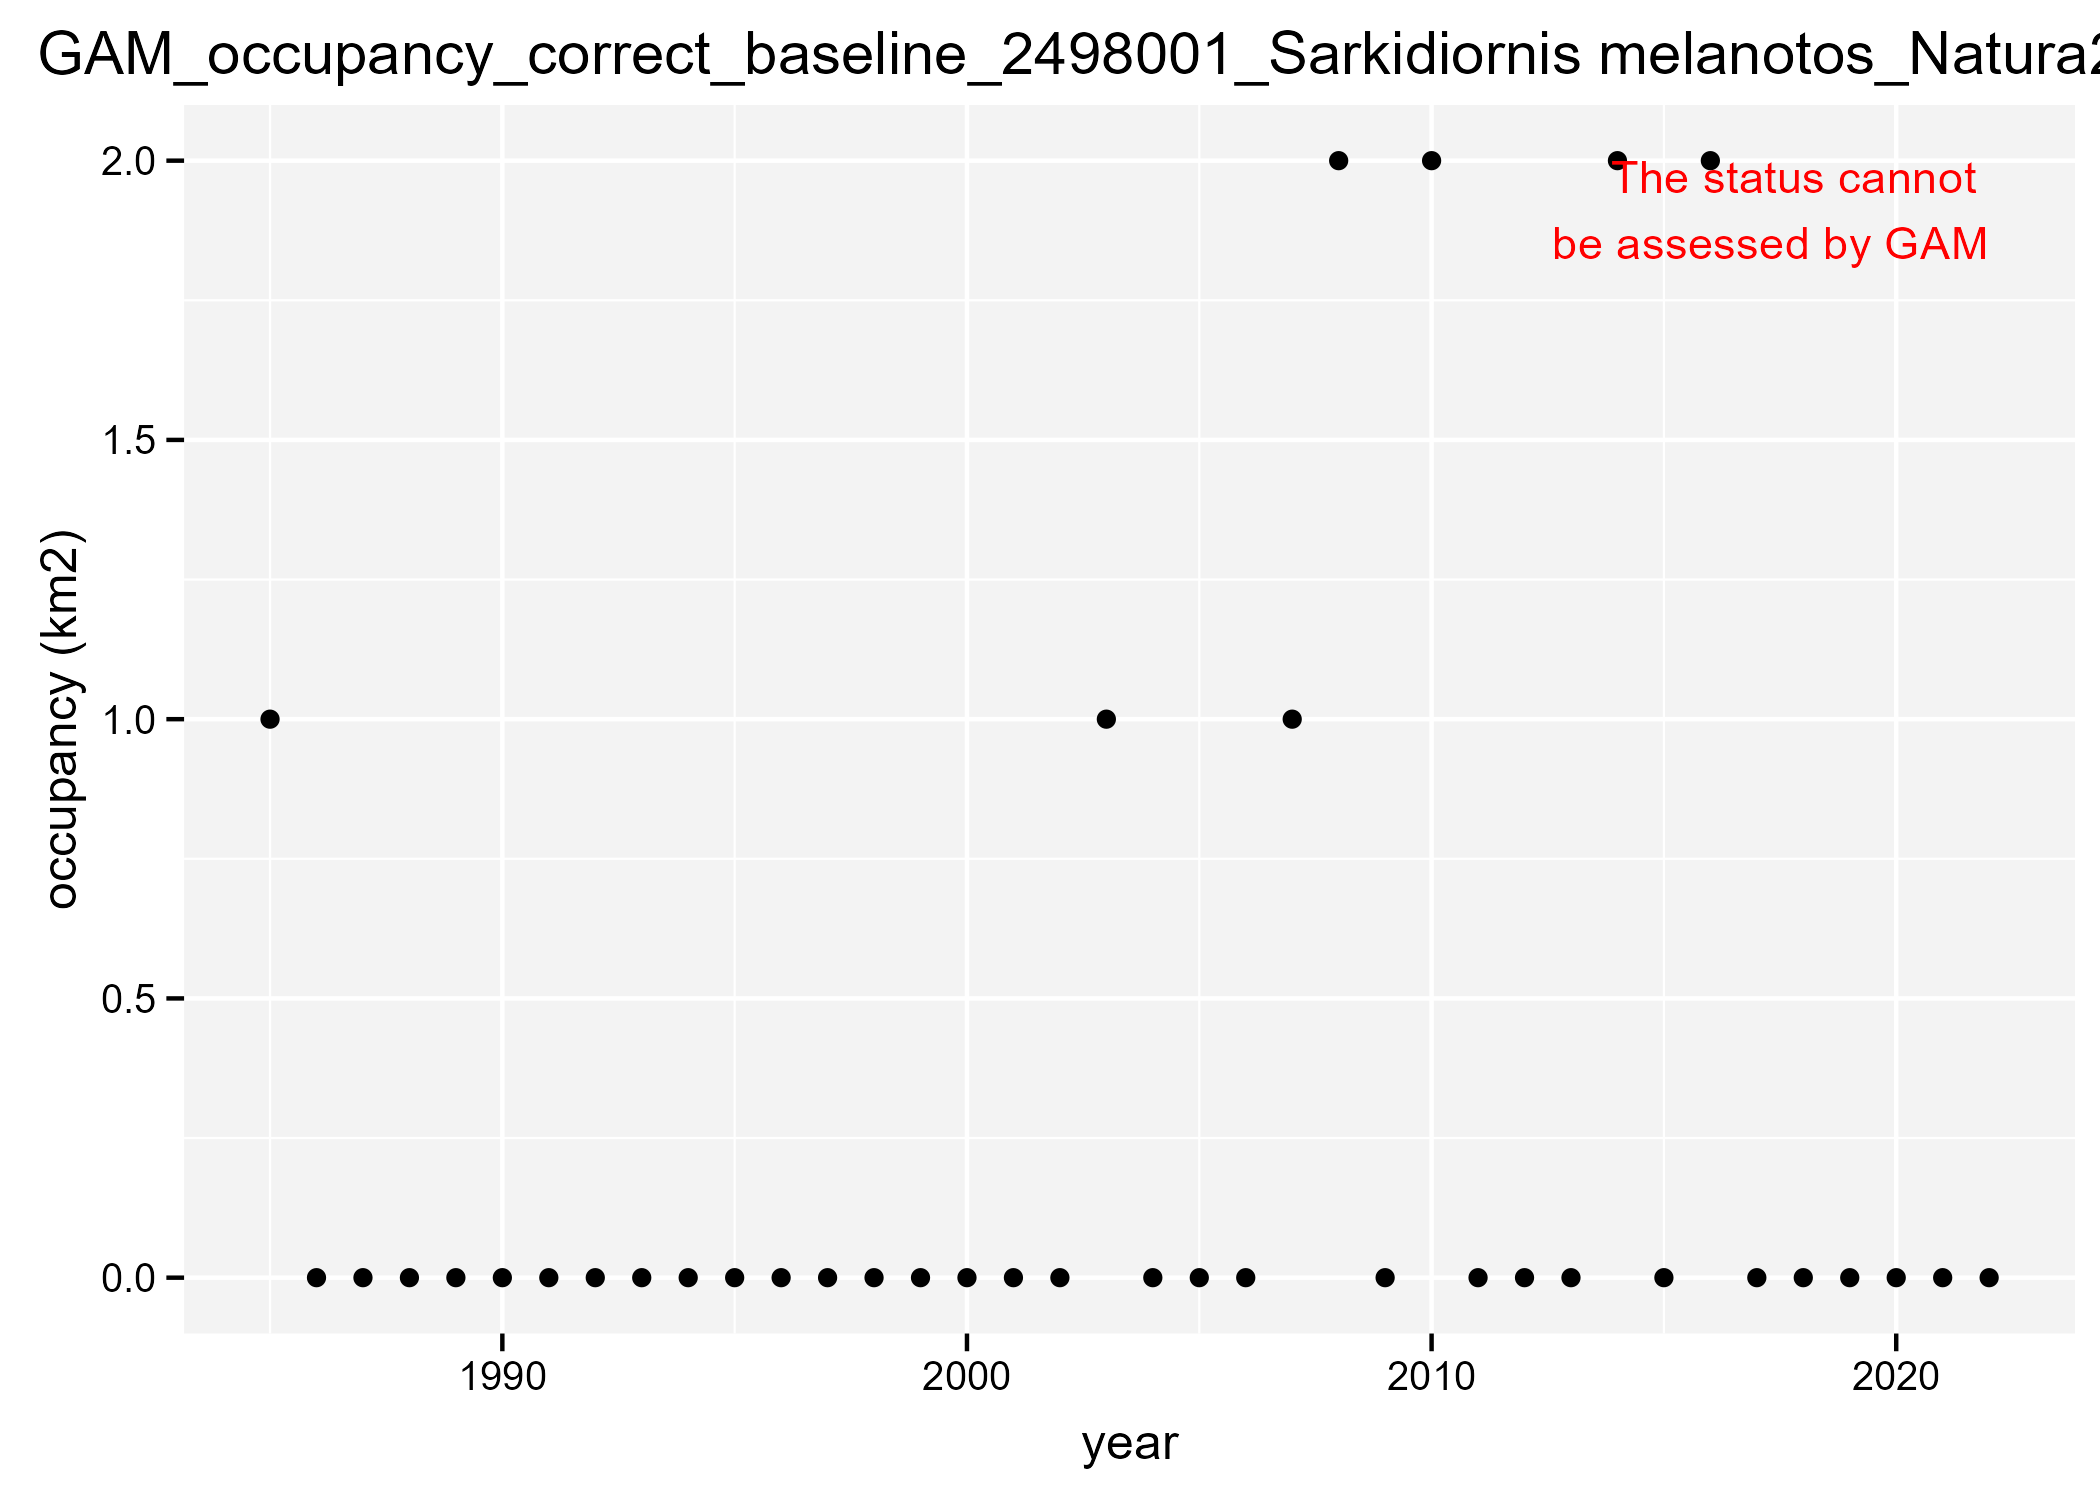 GAM_occupancy_correct_baseline_2498001_Sarkidiornis melanotos_Natura2
2.0
The status cannot
be assessed by GAM
1.5
occupancy (km2)
1.0
0.5
0.0
1990 2000 2010 2020
year